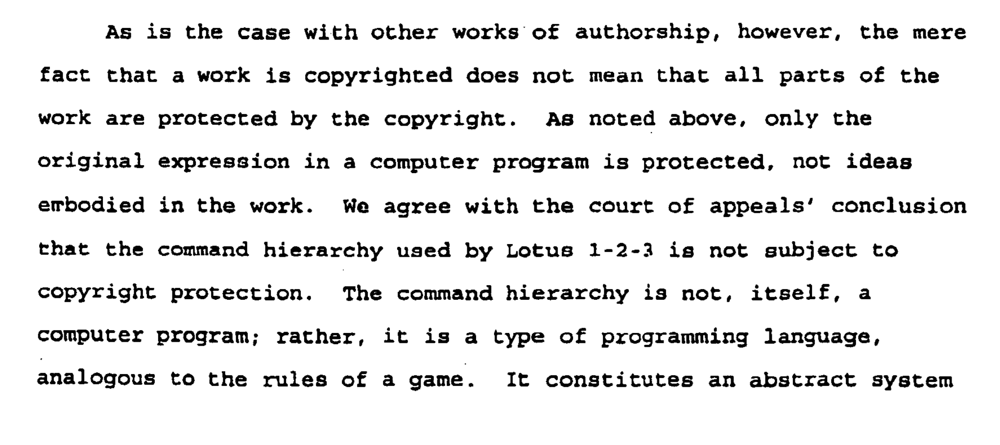 As is the case with other works of authorship, however, the mere
fact that a work is copyrighted does not mean that all parts of the
work are protected by the copyright. As noted above, only the
original expression in a computer program is protected, not ideas
embodied in the work. We agree with the court of appeals' conclusion
that the command hierarchy used by Lotus 1-2-3 is not subject to
copyright protection. The command hierarchy is not, itself, a
computer program; rather, it is a type of programming language,
analogous to the rules of a game. It constitutes an abstract system